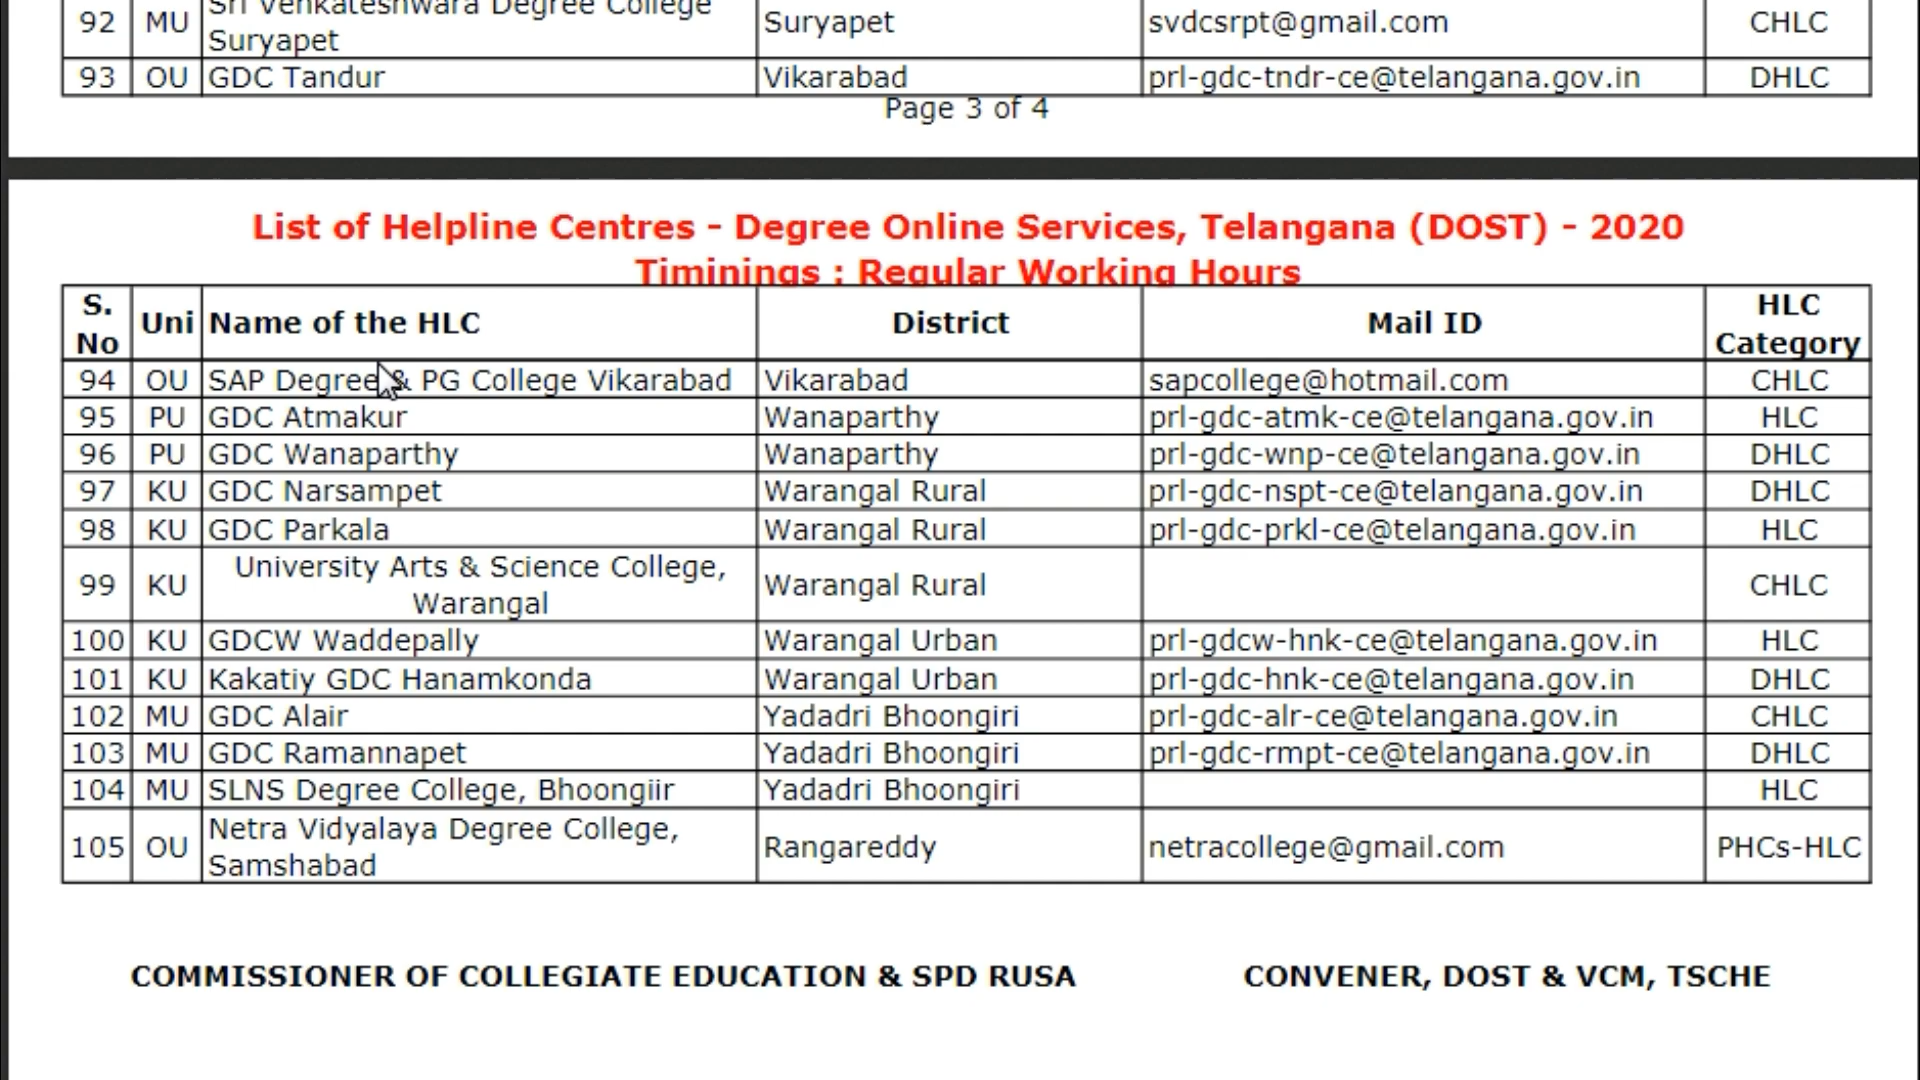 Sri Venkateshwara Degree College
92 MU Suryapet Suryapet svdcsrpt@gmail.com CHLC
93 OU GDC Tandur Vikarabad prl-gdc-tndr-ce@telangana.gov.in DHLC
Page 3 of 4
List of Helpline Centres - Degree Online Services, Telangana (DOST) - 2020
Timinings : Regular Working Hours
S. No Uni Name of the HLC District Mail ID HLC Category
94 OU SAP Degree & PG College Vikarabad Vikarabad sapcollege@hotmail.com CHLC
95 PU GDC Atmakur Wanaparthy prl-gdc-atmk-ce@telangana.gov.in HLC
96 PU GDC Wanaparthy Wanaparthy prl-gdc-wnp-ce@telangana.gov.in DHLC
97 KU GDC Narsampet Warangal Rural prl-gdc-nspt-ce@telangana.gov.in DHLC
98 KU GDC Parkala Warangal Rural prl-gdc-prkl-ce@telangana.gov.in HLC
99 KU University Arts & Science College, Warangal Warangal Rural CHLC
100 KU GDCW Waddepally Warangal Urban prl-gdcw-hnk-ce@telangana.gov.in HLC
101 KU Kakatiy GDC Hanamkonda Warangal Urban prl-gdc-hnk-ce@telangana.gov.in DHLC
102 MU GDC Alair Yadadri Bhoongiri prl-gdc-alr-ce@telangana.gov.in CHLC
103 MU GDC Ramannapet Yadadri Bhoongiri prl-gdc-rmpt-ce@telangana.gov.in DHLC
104 MU SLNS Degree College, Bhoongiir Yadadri Bhoongiri HLC
105 OU Netra Vidyalaya Degree College, Samshabad Rangareddy netracollege@gmail.com PHCs-HLC
COMMISSIONER OF COLLEGIATE EDUCATION & SPD RUSA CONVENER, DOST & VCM, TSCHE